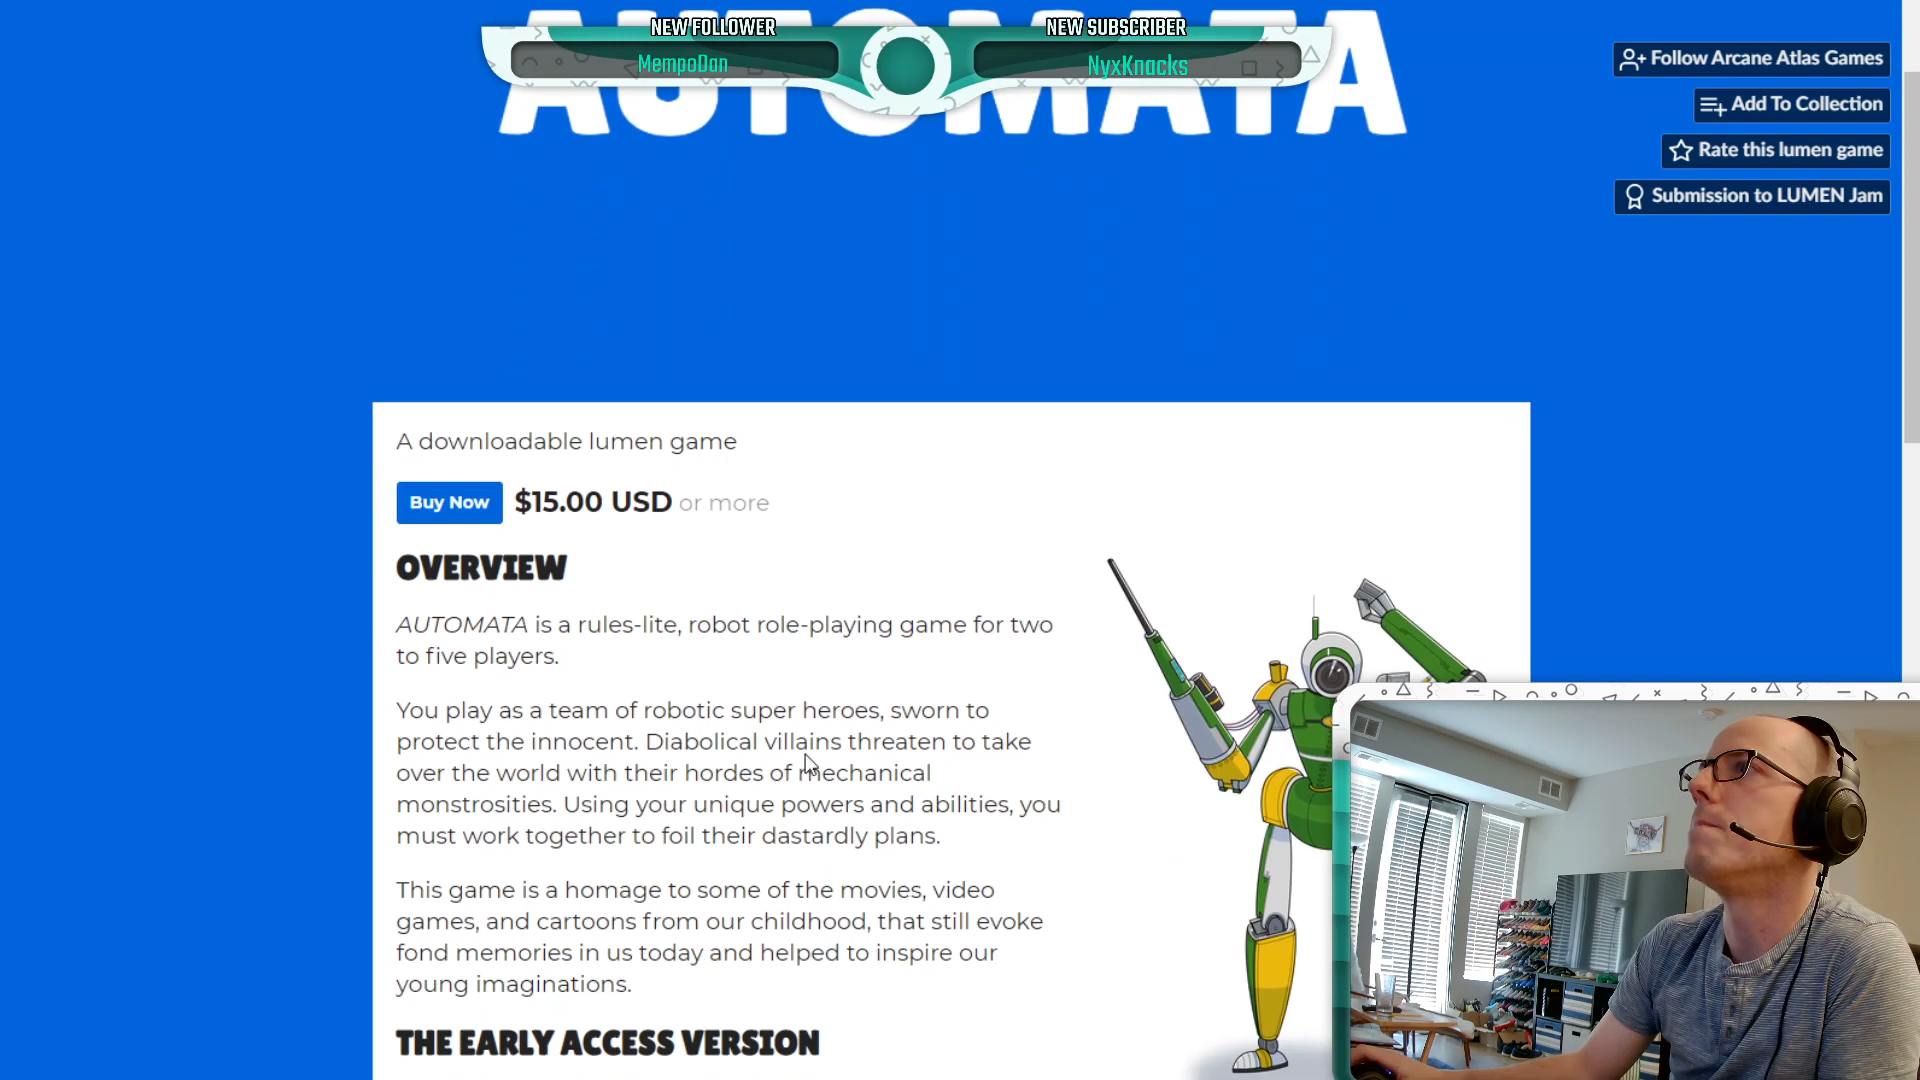 AUTOMATA
NEW FOLLOWER
MempoDan
NEW SUBSCRIBER
NyxKnacks
Follow Arcane Atlas Games
Add To Collection
Rate this lumen game
Submission to LUMEN Jam
A downloadable lumen game
Buy Now $15.00 USD or more
OVERVIEW
AUTOMATA is a rules-lite, robot role-playing game for two
to five players.
You play as a team of robotic super heroes, sworn to
protect the innocent. Diabolical villains threaten to take
over the world with their hordes of mechanical
monstrosities. Using your unique powers and abilities, you
must work together to foil their dastardly plans.
This game is a homage to some of the movies, video
games, and cartoons from our childhood, that still evoke
fond memories in us today and helped to inspire our
young imaginations.
THE EARLY ACCESS VERSION